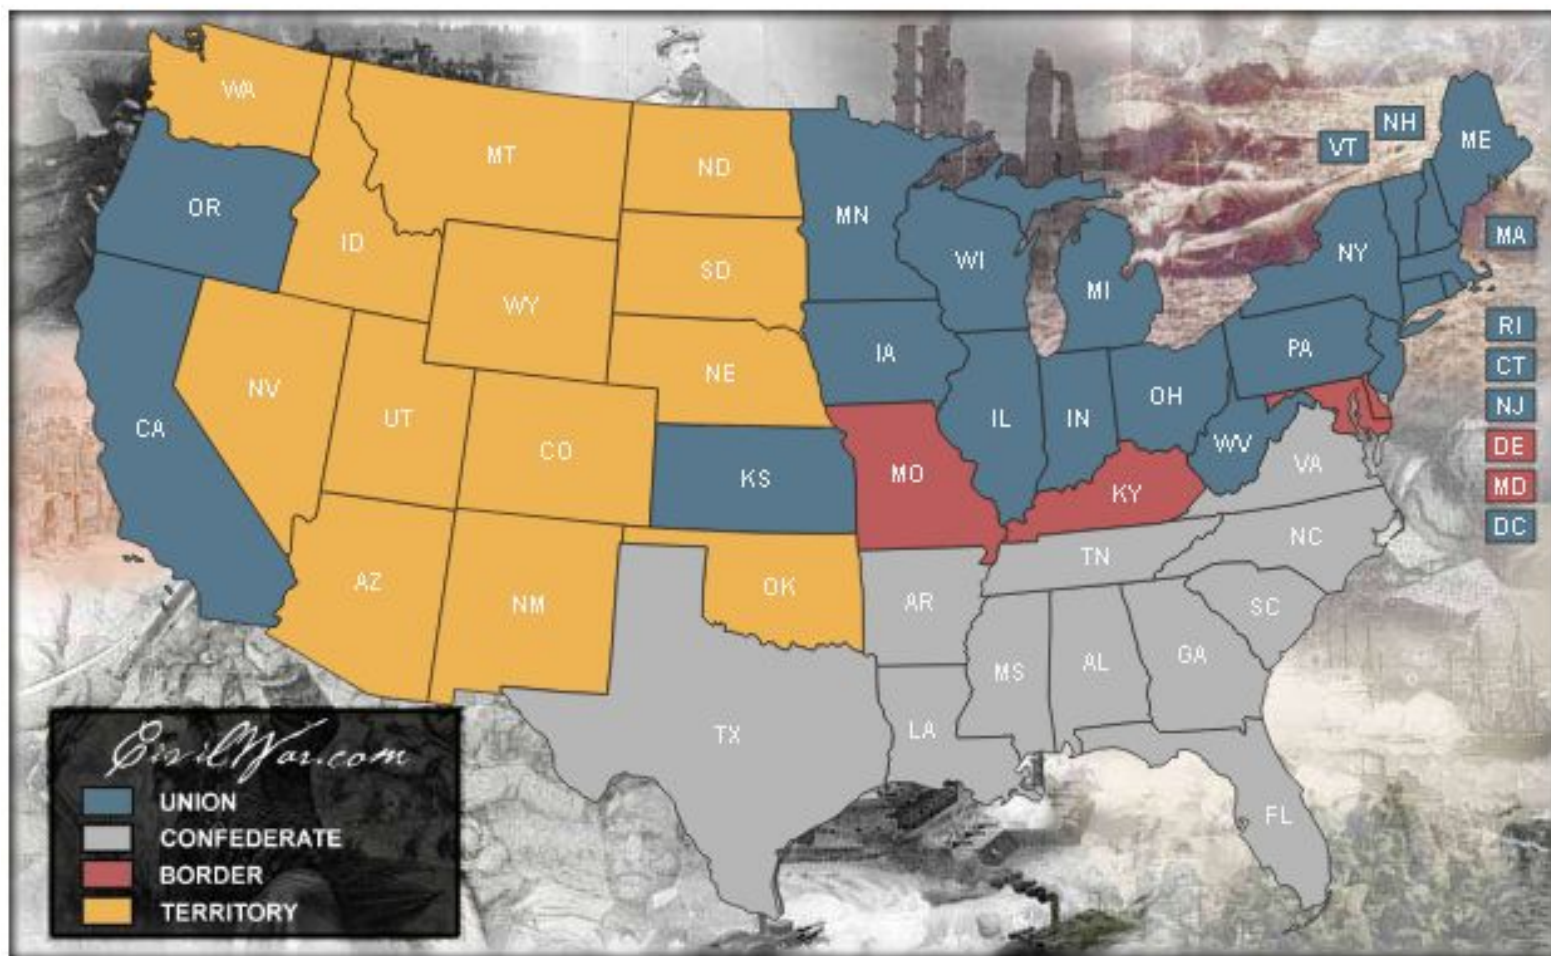 WA
MT
ND
MN
VT
NH
ME
OR
ID
SD
WI
MI
NY
MA
WY
NV
UT
NE
IA
PA
RI
CT
NJ
CA
CO
KS
MO
IL
IN
OH
WV
KY
VA
DE
MD
DC
AZ
NM
OK
AR
TN
NC
SC
MS
AL
GA
TX
LA
FL
CivilWar.com
UNION
CONFEDERATE
BORDER
TERRITORY